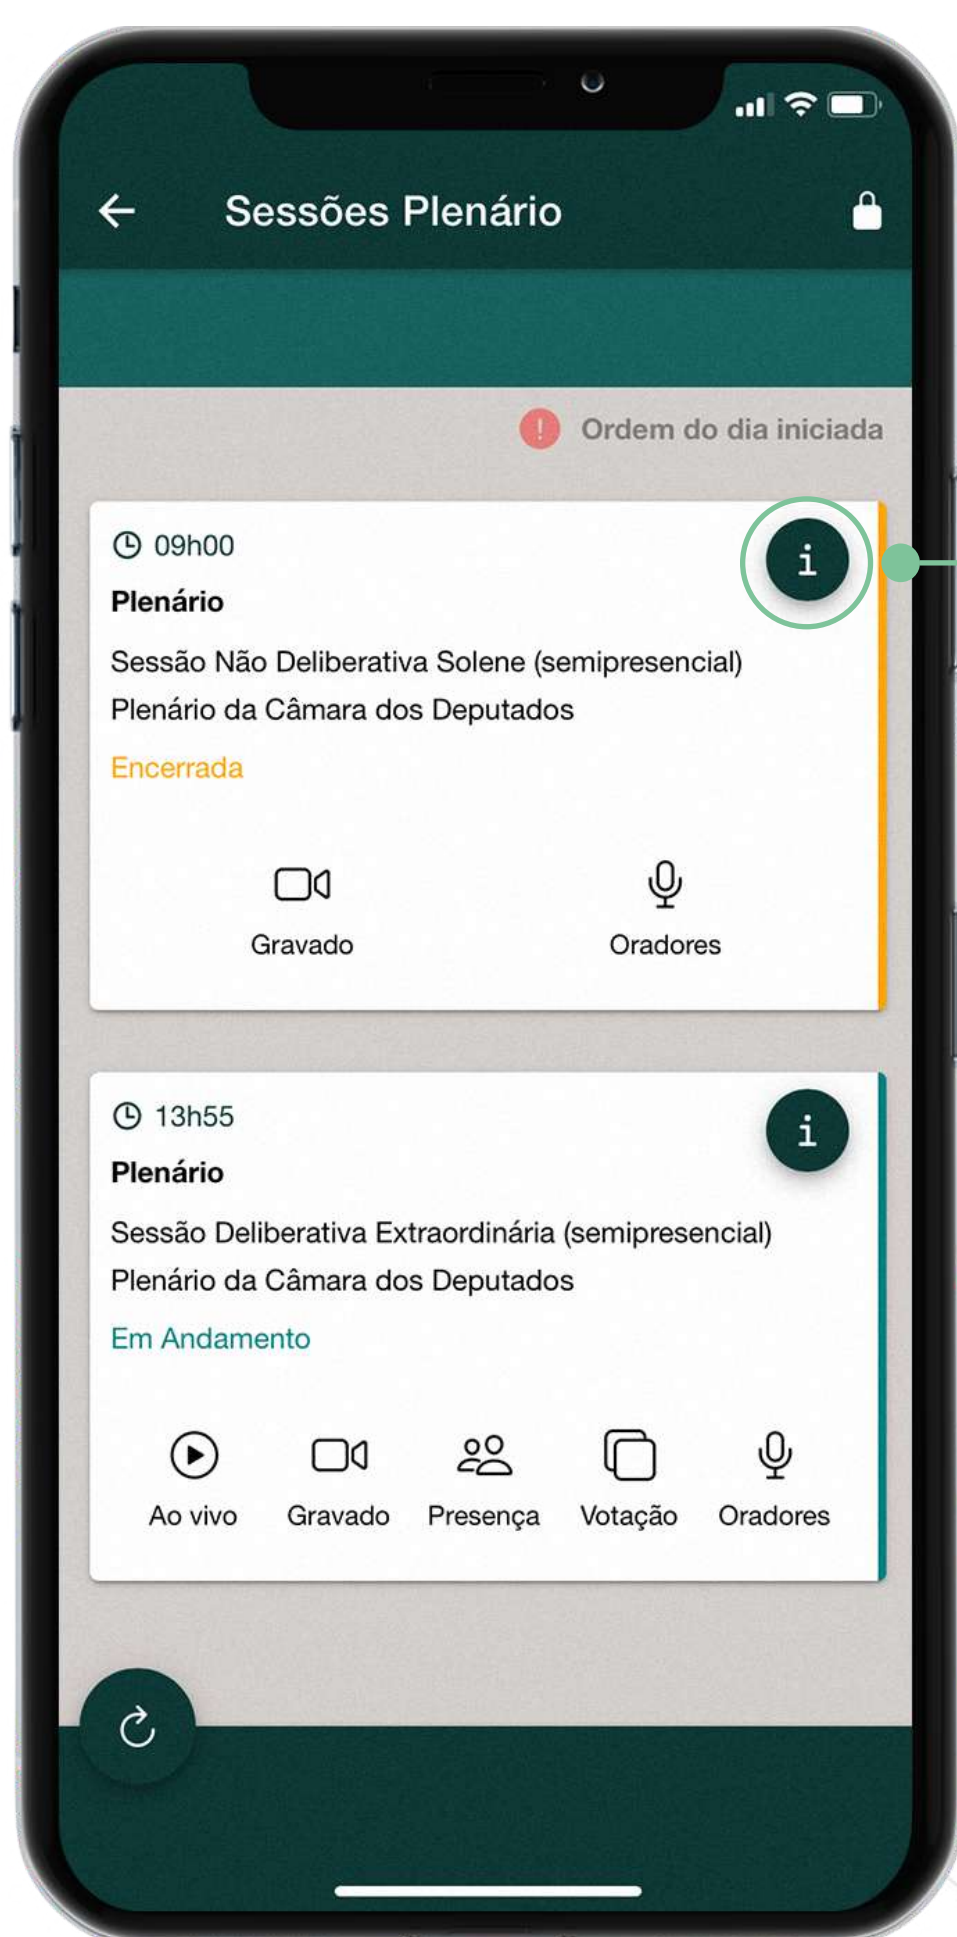 Sessões Plenário
Ordem do dia iniciada
09h00
Plenário
Sessão Não Deliberativa Solene (semipresencial)
Plenário da Câmara dos Deputados
Encerrada
Gravado Oradores
13h55
Plenário
Sessão Deliberativa Extraordinária (semipresencial)
Plenário da Câmara dos Deputados
Em Andamento
Ao vivo Gravado Presença Votação Oradores